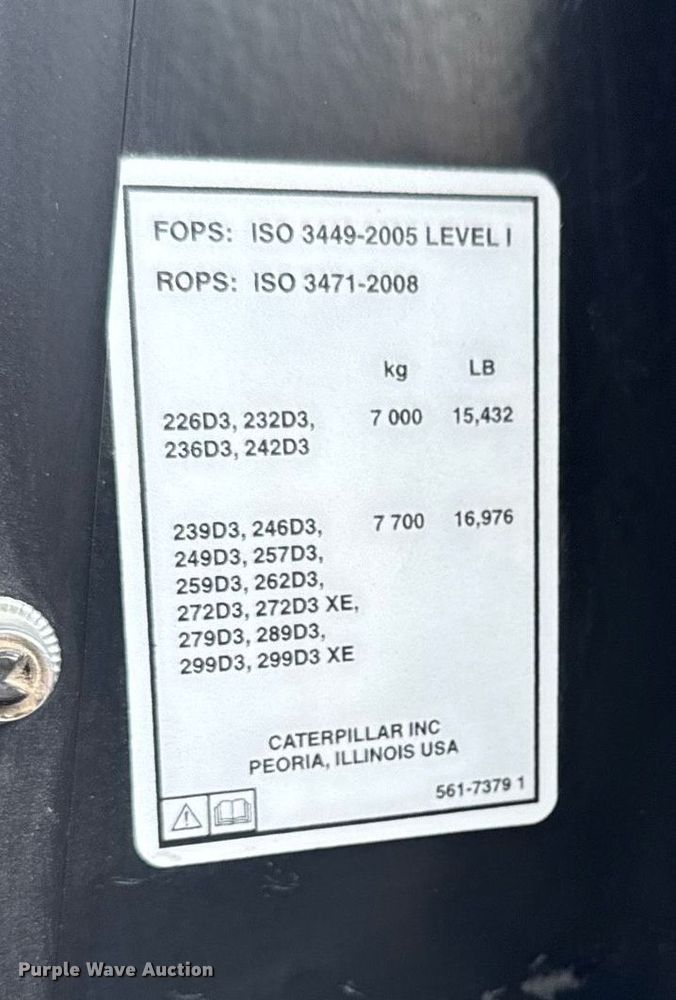 FOPS: ISO 3449-2005 LEVEL I
ROPS: ISO 3471-2008
kg LB
226D3, 232D3, 7 000 15,432
236D3, 242D3
239D3, 246D3, 7 700 16,976
249D3, 257D3,
259D3, 262D3,
272D3, 272D3 XE,
279D3, 289D3,
299D3, 299D3 XE
CATERPILLAR INC
PEORIA, ILLINOIS USA
561-7379 1
Purple Wave Auction